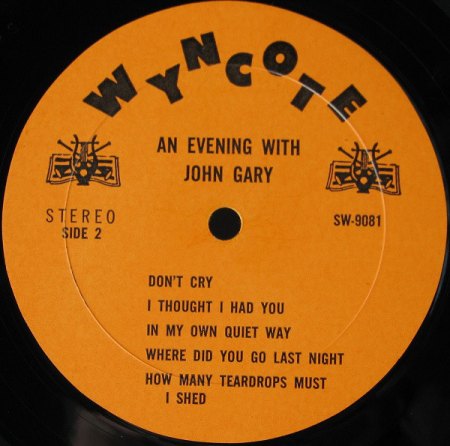 WYNCOTE
AN EVENING WITH
JOHN GARY
STEREO
SIDE 2
SW-9081
DON'T CRY
I THOUGHT I HAD YOU
IN MY OWN QUIET WAY
WHERE DID YOU GO LAST NIGHT
HOW MANY TEARDROPS MUST
I SHED